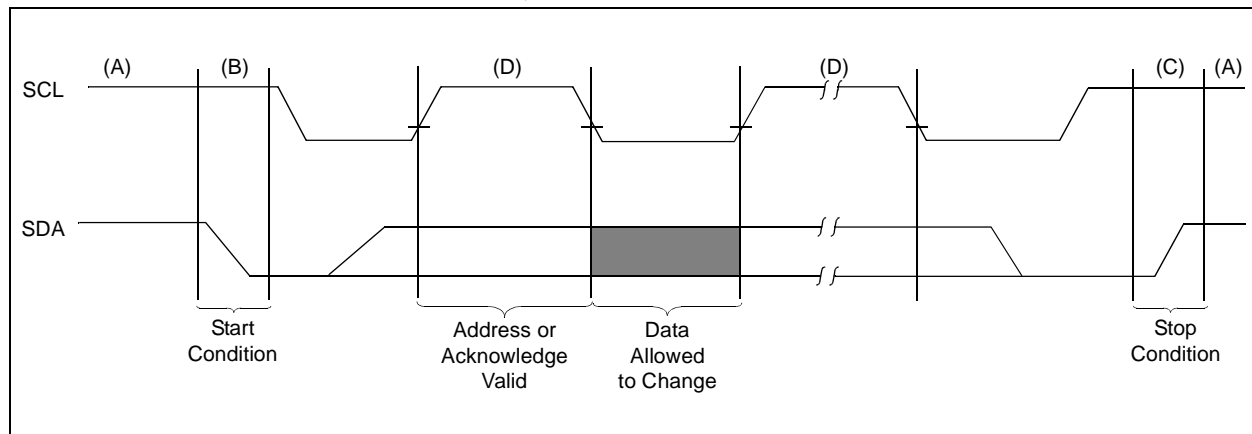 (A)
(B)
(D)
(D)
(C)
(A)
SCL
SDA
Start
Condition
Address or
Acknowledge
Valid
Data
Allowed
to Change
Stop
Condition